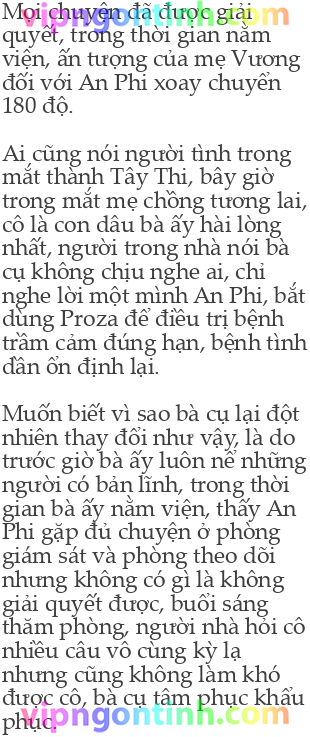 Mọi chuyện đã được giải
quyết, trong thời gian nằm
viện, ấn tượng của mẹ Vương
đối với An Phi xoay chuyển
180 độ.
Ai cũng nói người tình trong
mắt thành Tây Thi, bây giờ
trong mắt mẹ chồng tương lai,
cô là con dâu bà ấy hài lòng
nhất, người trong nhà nói bà
cụ không chịu nghe ai, chỉ
nghe lời một mình An Phi, bắt
dùng Proza để điều trị bệnh
trầm cảm đúng hạn, bệnh tình
dần ổn định lại.
Muốn biết vì sao bà cụ lại đột
nhiên thay đổi như vậy, là do
trước giờ bà ấy luôn nể những
người có bản lĩnh, trong thời
gian bà ấy nằm viện, thấy An
Phi gặp đủ chuyện ở phòng
giám sát và phòng theo dõi
nhưng không có gì là không
giải quyết được, buổi sáng
thăm phòng, người nhà hỏi cô
nhiều câu vô cùng kỳ lạ
nhưng cũng không làm khó
được cô, bà cụ tâm phục khẩu
phục.
vipngontinh.com
vipngontinh.com